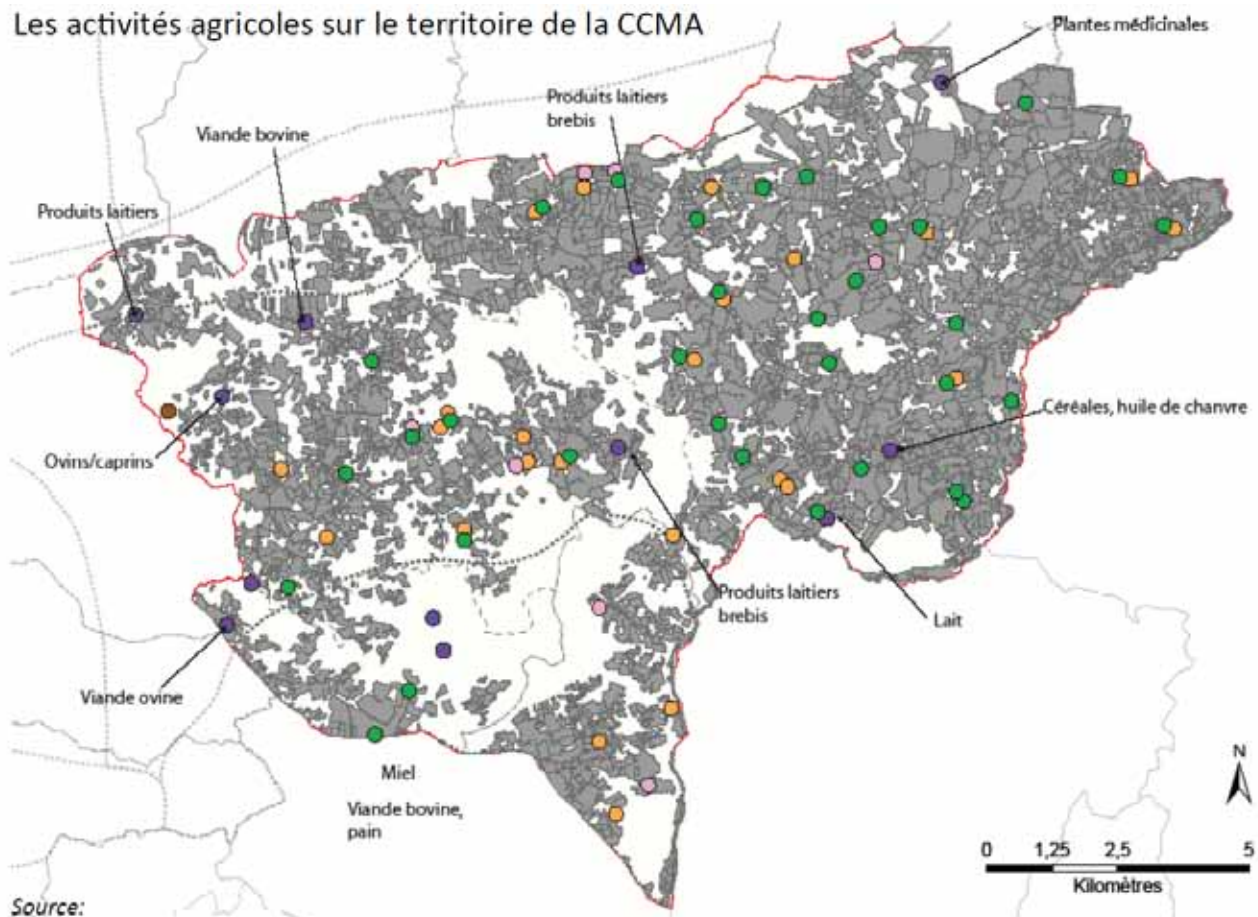 Les activités agricoles sur le territoire de la CCMA
Plantes médicinales
Produits laitiers
brebis
Viande bovine
Produits laitiers
Céréales, huile de chanvre
Ovins/caprins
Produits laitiers
brebis
Lait
Viande ovine
Miel
Viande bovine,
pain
N
0 1,25 2,5 5
Kilomètres
Source: